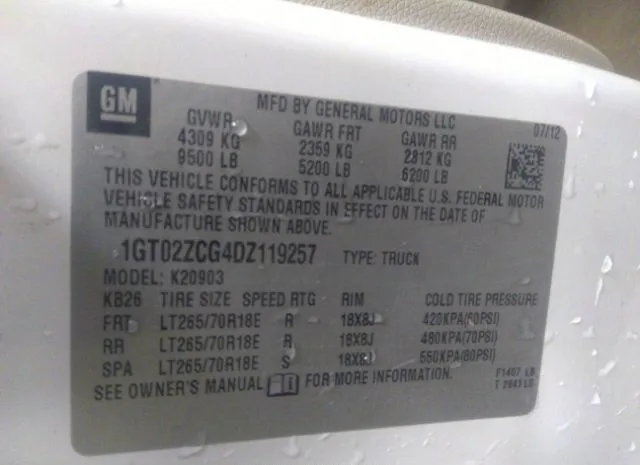 GM
MFD BY GENERAL MOTORS LLC
07/12
GVWR GAWR FRT GAWR RR
4309 KG 2359 KG 2812 KG
9500 LB 5200 LB 6200 LB
THIS VEHICLE CONFORMS TO ALL APPLICABLE U.S. FEDERAL MOTOR
VEHICLE SAFETY STANDARDS IN EFFECT ON THE DATE OF
MANUFACTURE SHOWN ABOVE.
1GT02ZCG4DZ119257 TYPE: TRUCK
MODEL: K20903
KB26 TIRE SIZE SPEED RTG RIM COLD TIRE PRESSURE
FRT LT265/70R18E R 18X8J 420KPA(60PSI)
RR LT265/70R18E R 18X8J 480KPA(70PSI)
SPA LT265/70R18E S 18X8J 550KPA(80PSI)
SEE OWNER'S MANUAL FOR MORE INFORMATION.
F1407 LB
T 2641 LB